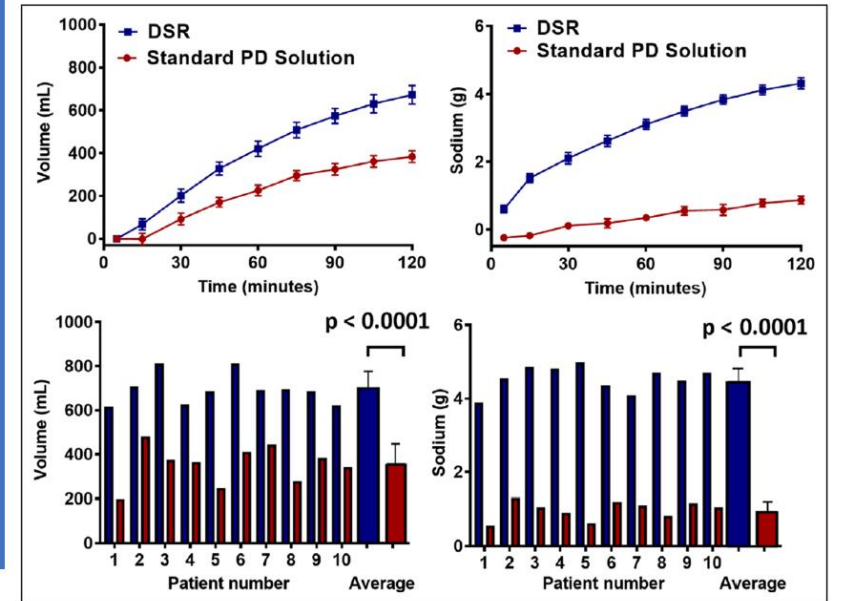 1000
800
600
400
200
0
Volume (mL)
DSR
Standard PD Solution
0 30 60 90 120
Time (minutes)
6
4
2
0
Sodium (g)
DSR
Standard PD Solution
0 30 60 90 120
Time (minutes)
1000
800
600
400
200
0
Volume (mL)
p < 0.0001
1 2 3 4 5 6 7 8 9 10
Patient number Average
6
4
2
0
Sodium (g)
p < 0.0001
1 2 3 4 5 6 7 8 9 10
Patient number Average